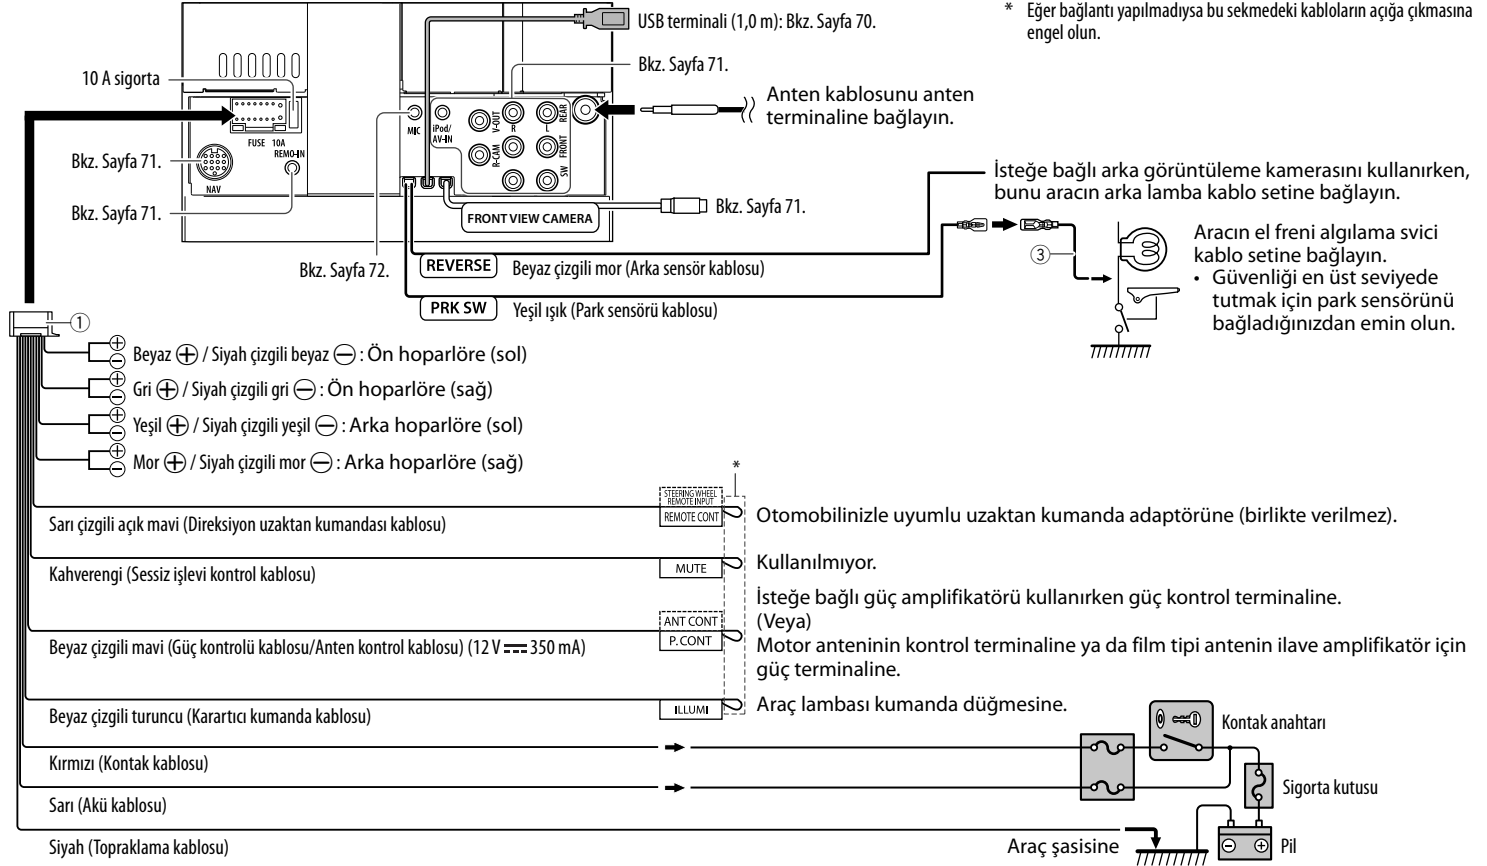 USB terminali (1,0 m): Bkz. Sayfa 70.
* Eğer bağlantı yapılmadıysa bu sekmedeki kabloların açığa çıkmasına
engel olun.
Bkz. Sayfa 71.
10 A sigorta
Anten kablosunu anten
terminaline bağlayın.
MIC
iPod/
AV-IN
V-OUT
R-CAM
R
L
REAR
FRONT
SW
FUSE 10A
REMO-IN
NAV
Bkz. Sayfa 71.
Bkz. Sayfa 71.
FRONT VIEW CAMERA
Bkz. Sayfa 71.
İsteğe bağlı arka görüntüleme kamerasını kullanırken,
bunu aracın arka lamba kablo setine bağlayın.
Bkz. Sayfa 72.
REVERSE
Beyaz çizgili mor (Arka sensör kablosu)
PRK SW
Yeşil ışık (Park sensörü kablosu)
③
Aracın el freni algılama svici
kablo setine bağlayın.
• Güvenliği en üst seviyede
tutmak için park sensörünü
bağladığınızdan emin olun.
①
Beyaz ⊕ / Siyah çizgili beyaz ⊖ : Ön hoparlöre (sol)
Gri ⊕ / Siyah çizgili gri ⊖ : Ön hoparlöre (sağ)
Yeşil ⊕ / Siyah çizgili yeşil ⊖ : Arka hoparlöre (sol)
Mor ⊕ / Siyah çizgili mor ⊖ : Arka hoparlöre (sağ)
*
STEERING WHEEL
REMOTE INPUT
REMOTE CONT
Sarı çizgili açık mavi (Direksiyon uzaktan kumandası kablosu)
Otomobilinizle uyumlu uzaktan kumanda adaptörüne (birlikte verilmez).
Kahverengi (Sessiz işlevi kontrol kablosu)
MUTE
Kullanılmıyor.
İsteğe bağlı güç amplifikatörü kullanırken güç kontrol terminaline.
(Veya)
Motor anteninin kontrol terminaline ya da film tipi antenin ilave amplifikatör için
güç terminaline.
ANT CONT
P.CONT
Beyaz çizgili mavi (Güç kontrolü kablosu/Anten kontrol kablosu) (12 V ⎓ 350 mA)
Beyaz çizgili turuncu (Karartıcı kumanda kablosu)
ILLUMI
Araç lambası kumanda düğmesine.
Kontak anahtarı
Kırmızı (Kontak kablosu)
Sarı (Akü kablosu)
Sigorta kutusu
Siyah (Topraklama kablosu)
Araç şasisine
Pil